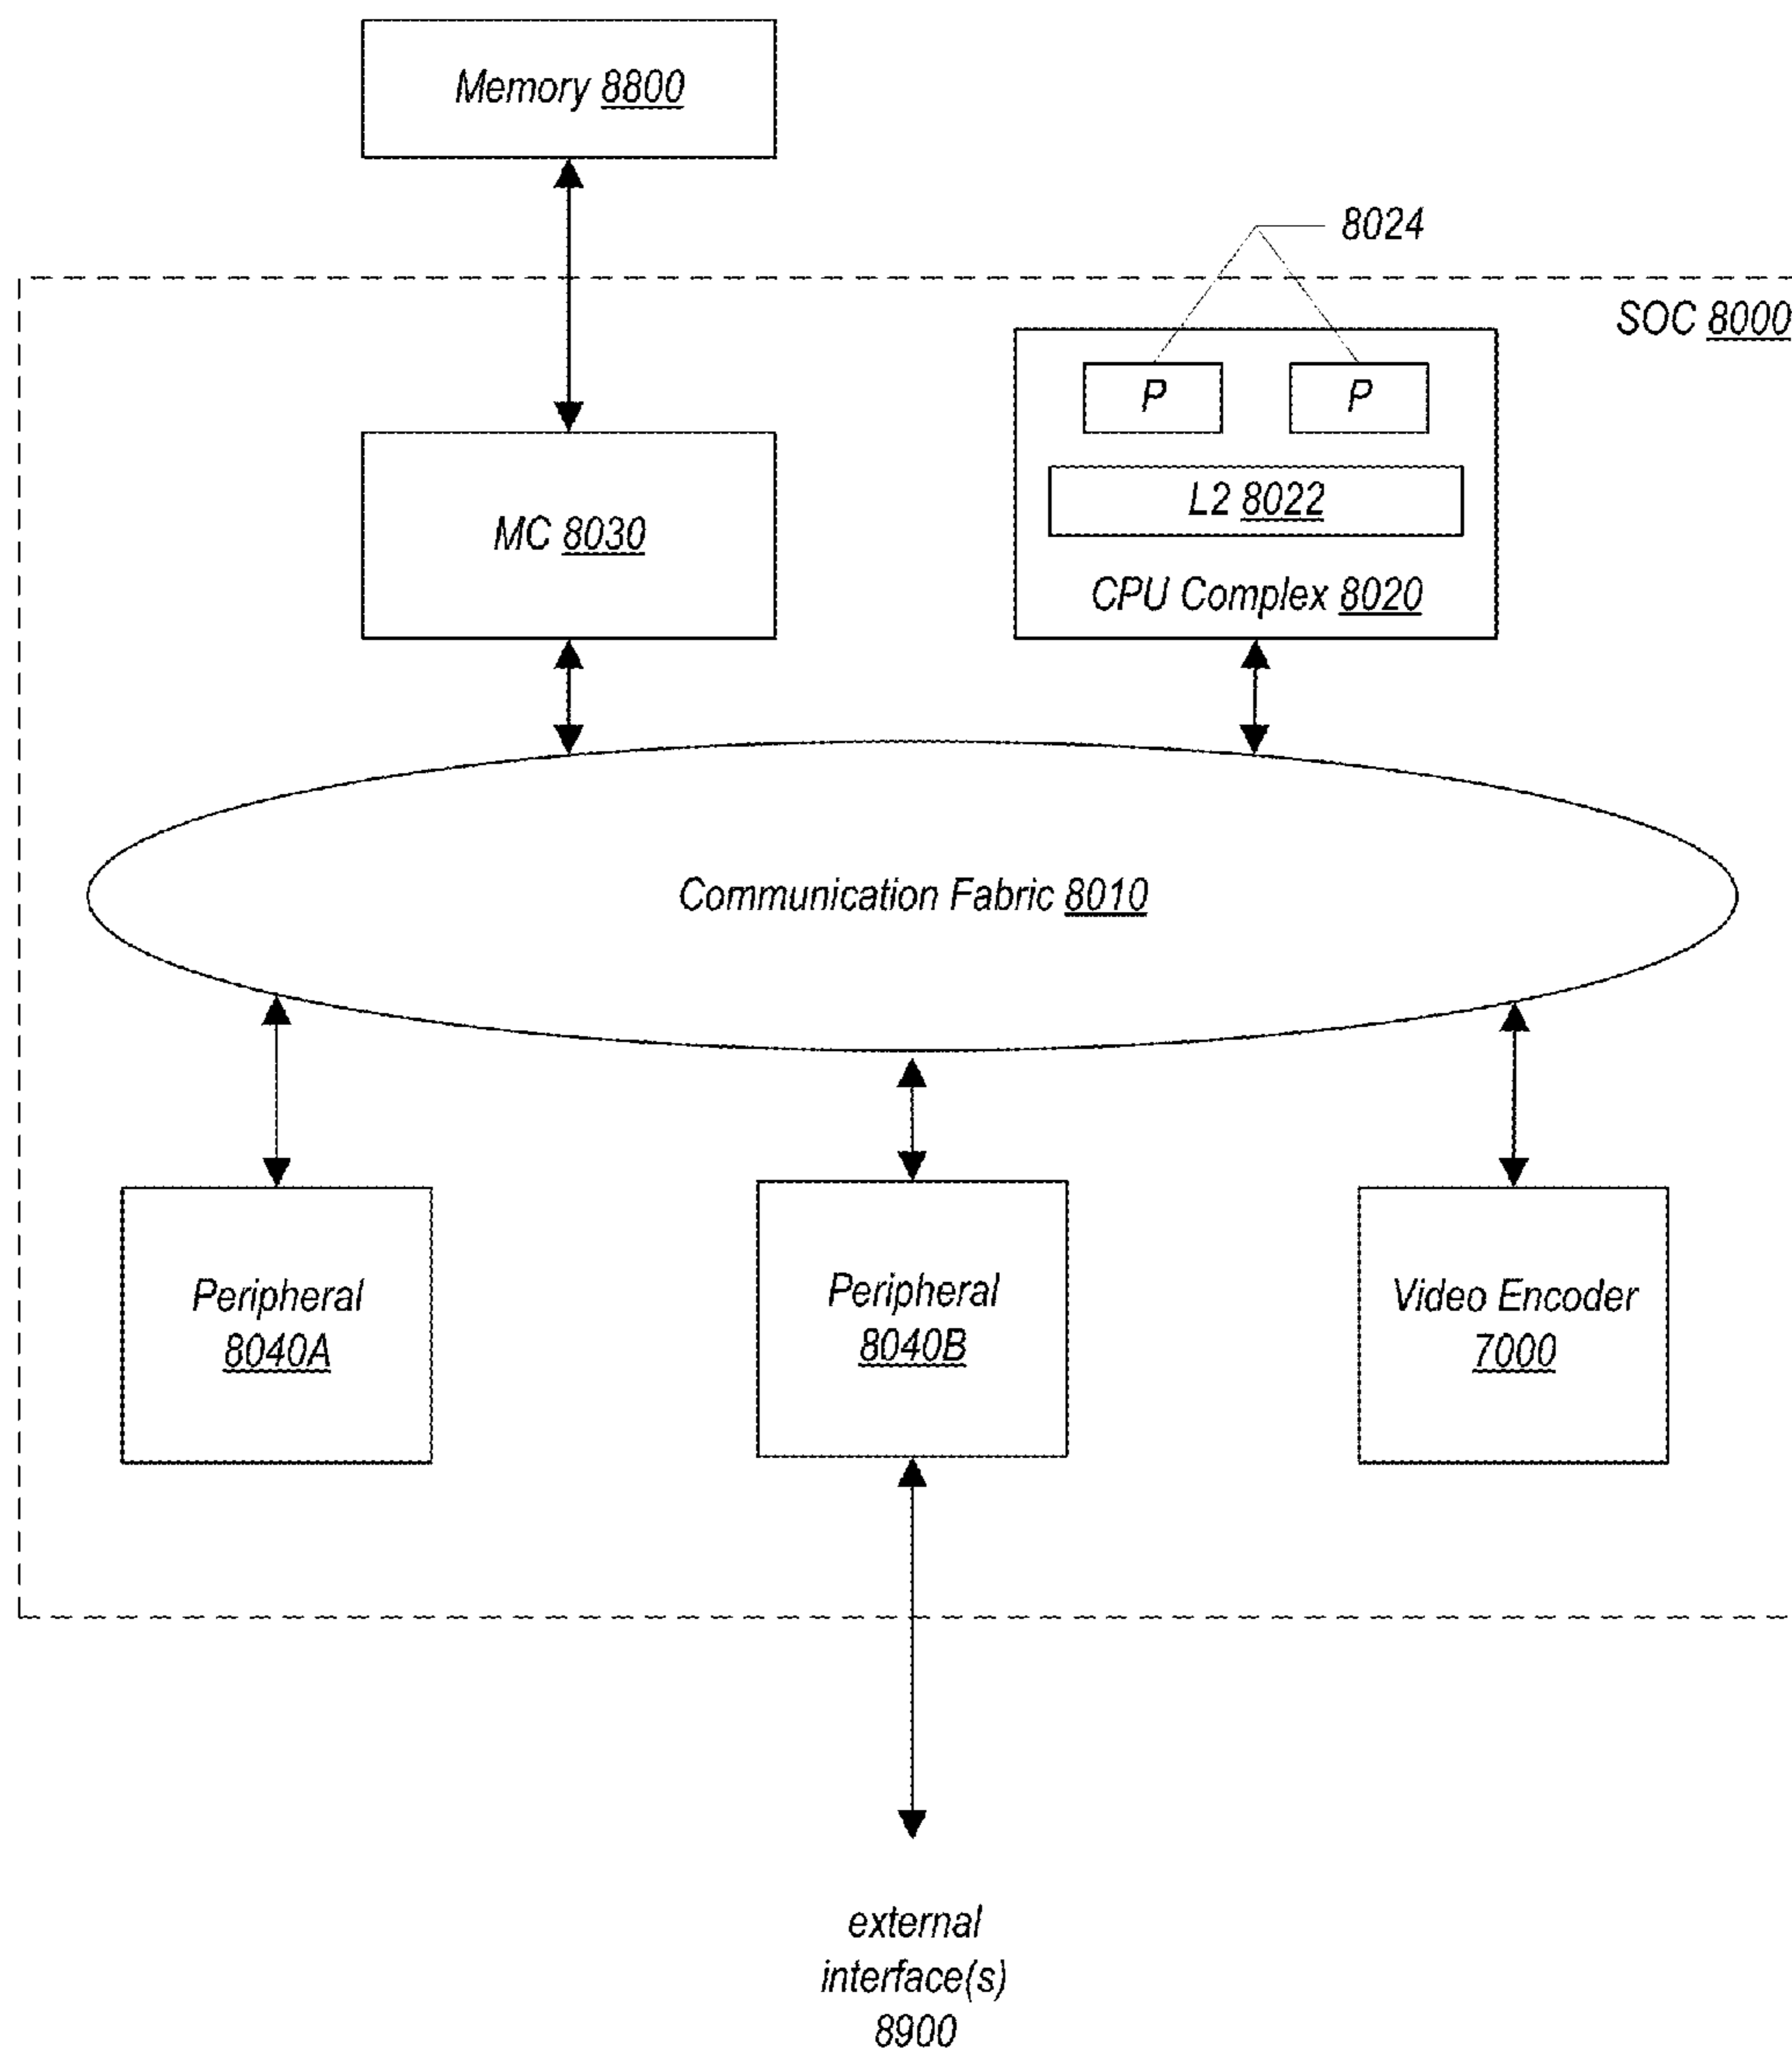 Memory 8800
8024
SOC 8000
P
P
L2 8022
MC 8030
CPU Complex 8020
Communication Fabric 8010
Peripheral
8040A
Peripheral
8040B
Video Encoder
7000
external
interface(s)
8900